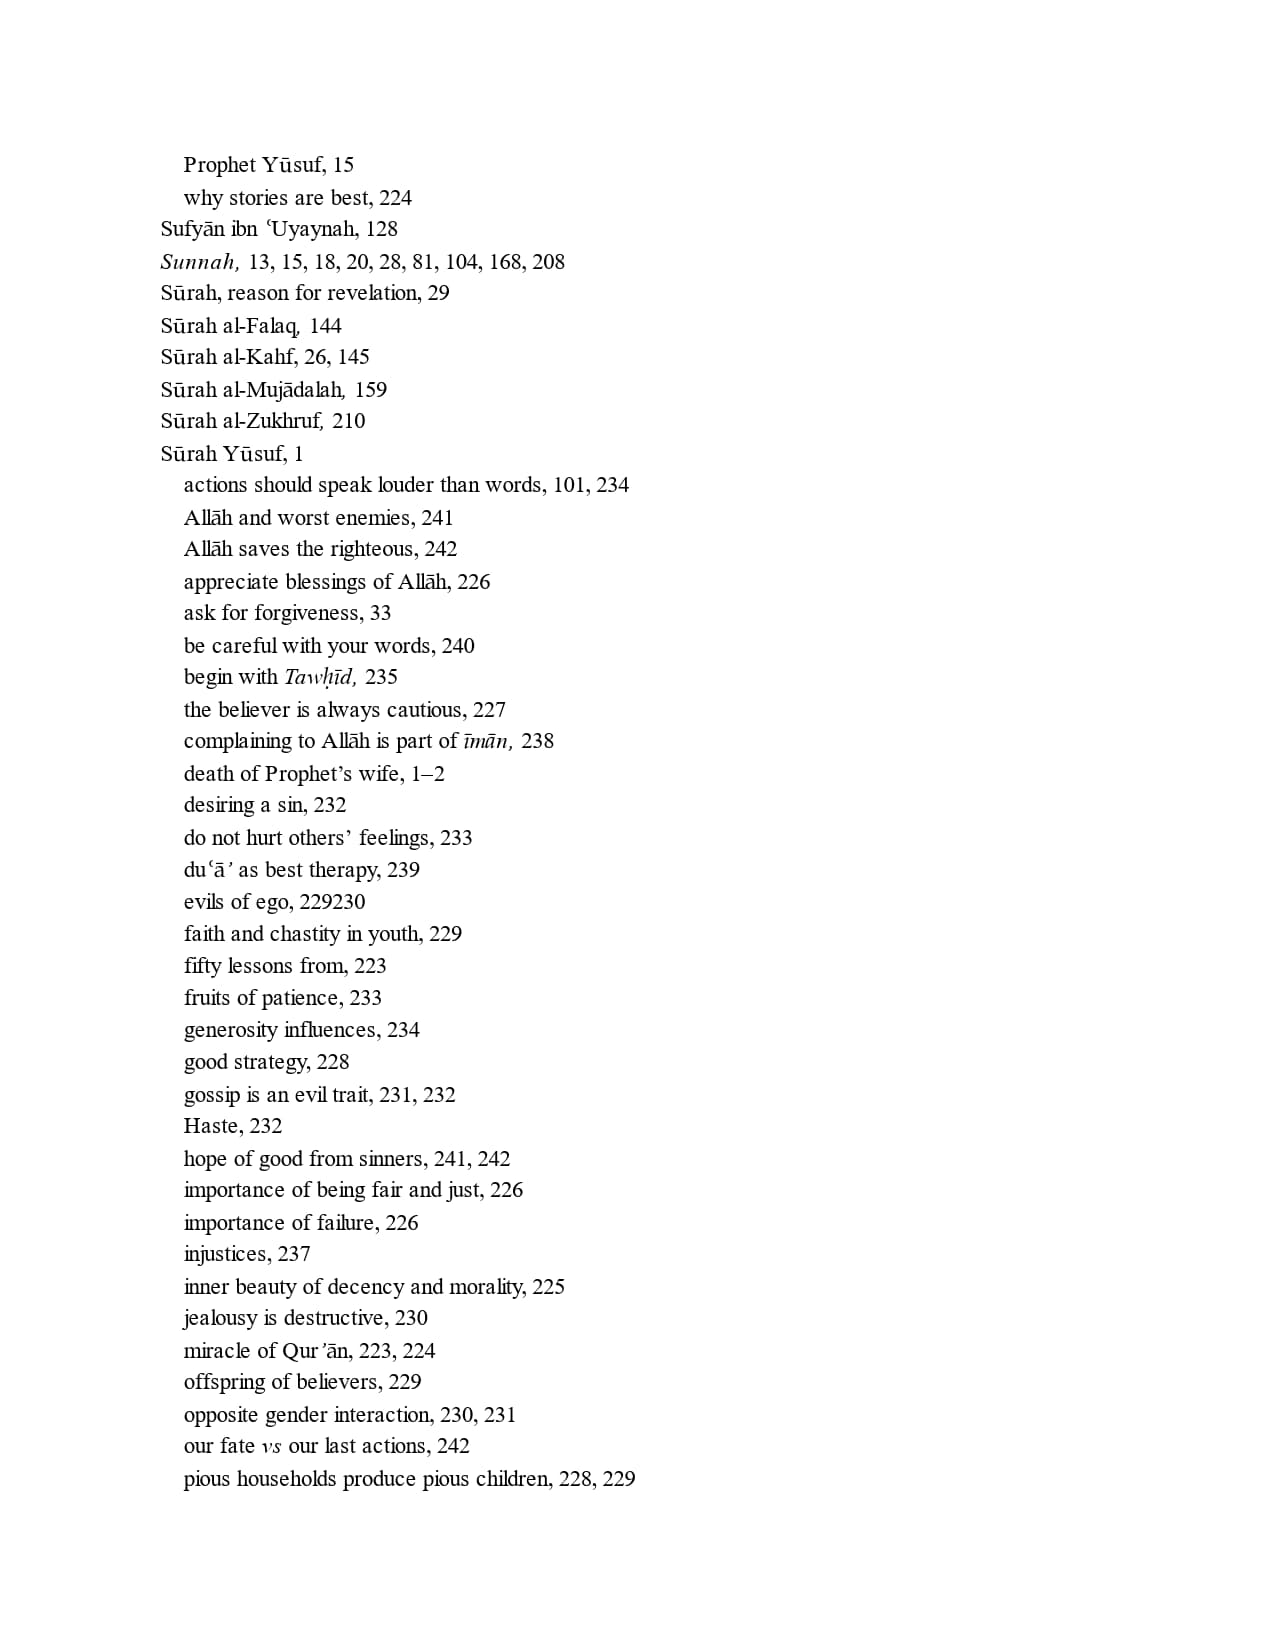 Prophet Yūsuf, 15
why stories are best, 224
Sufyān ibn ʿUyaynah, 128
Sunnah, 13, 15, 18, 20, 28, 81, 104, 168, 208
Sūrah, reason for revelation, 29
Sūrah al-Falaq, 144
Sūrah al-Kahf, 26, 145
Sūrah al-Mujādalah, 159
Sūrah al-Zukhruf, 210
Sūrah Yūsuf, 1
actions should speak louder than words, 101, 234
Allāh and worst enemies, 241
Allāh saves the righteous, 242
appreciate blessings of Allāh, 226
ask for forgiveness, 33
be careful with your words, 240
begin with Tawḥīd, 235
the believer is always cautious, 227
complaining to Allāh is part of īmān, 238
death of Prophet’s wife, 1–2
desiring a sin, 232
do not hurt others’ feelings, 233
duʿāʾ as best therapy, 239
evils of ego, 229230
faith and chastity in youth, 229
fifty lessons from, 223
fruits of patience, 233
generosity influences, 234
good strategy, 228
gossip is an evil trait, 231, 232
Haste, 232
hope of good from sinners, 241, 242
importance of being fair and just, 226
importance of failure, 226
injustices, 237
inner beauty of decency and morality, 225
jealousy is destructive, 230
miracle of Qurʾān, 223, 224
offspring of believers, 229
opposite gender interaction, 230, 231
our fate vs our last actions, 242
pious households produce pious children, 228, 229